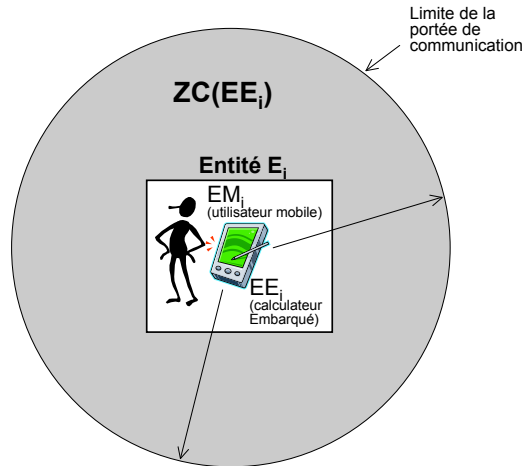 Limite de la
portée de
communication
ZC(EEi)
Entité Ei
EMi
(utilisateur mobile)
EEi
(calculateur
Embarqué)